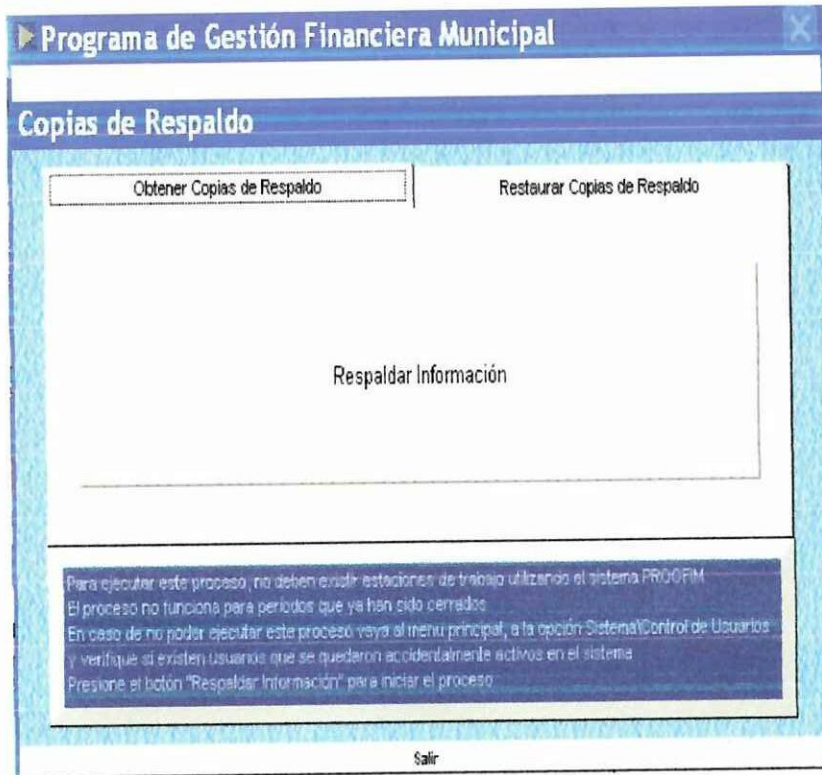 Programa de Gestión Financiera Municipal
Copias de Respaldo
Obtener Copias de Respaldo
Restaurar Copias de Respaldo
Respaldar Información
Para ejecutar este proceso, no deben existir estaciones de trabajo utilizando el sistema PROGFIM
El proceso no funciona para periodos que ya han sido cerrados
En caso de no poder ejecutar este proceso vaya al menu principal, a la opción Sistema\Control de Usuarios
y verifique si existen usuarios que se quedaron accidentalmente activos en el sistema
Presione el botón "Respaldar Información" para iniciar el proceso
Salir